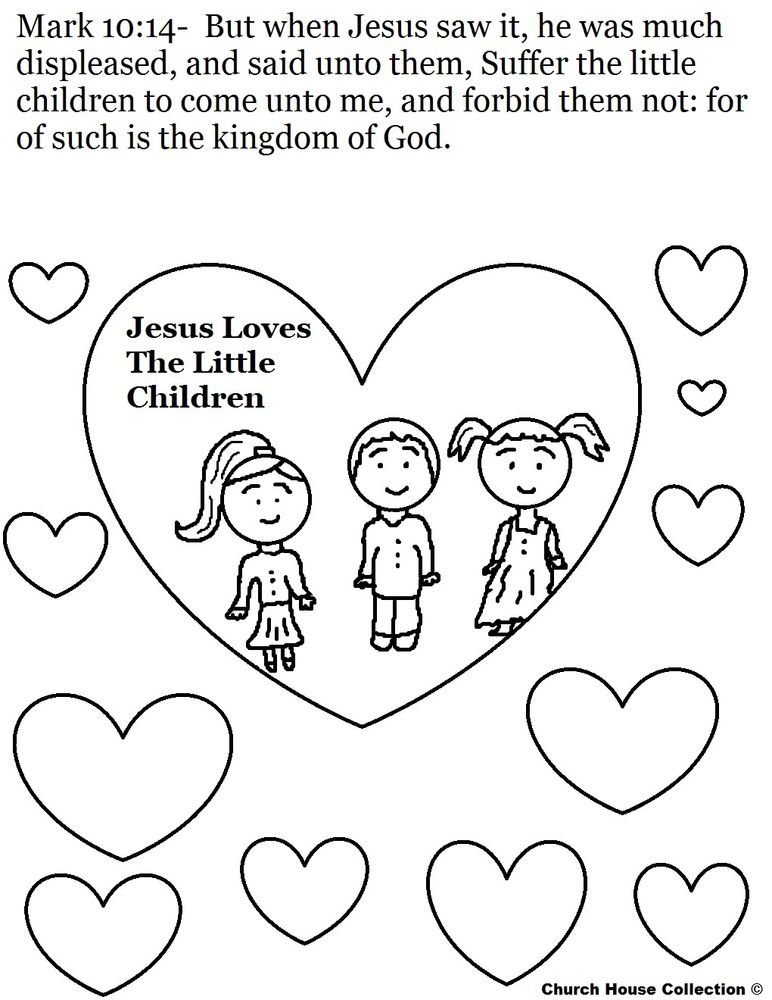 Mark 10:14-  But when Jesus saw it, he was much
displeased, and said unto them, Suffer the little
children to come unto me, and forbid them not: for
of such is the kingdom of God.
Jesus Loves
The Little
Children
Church House Collection ©